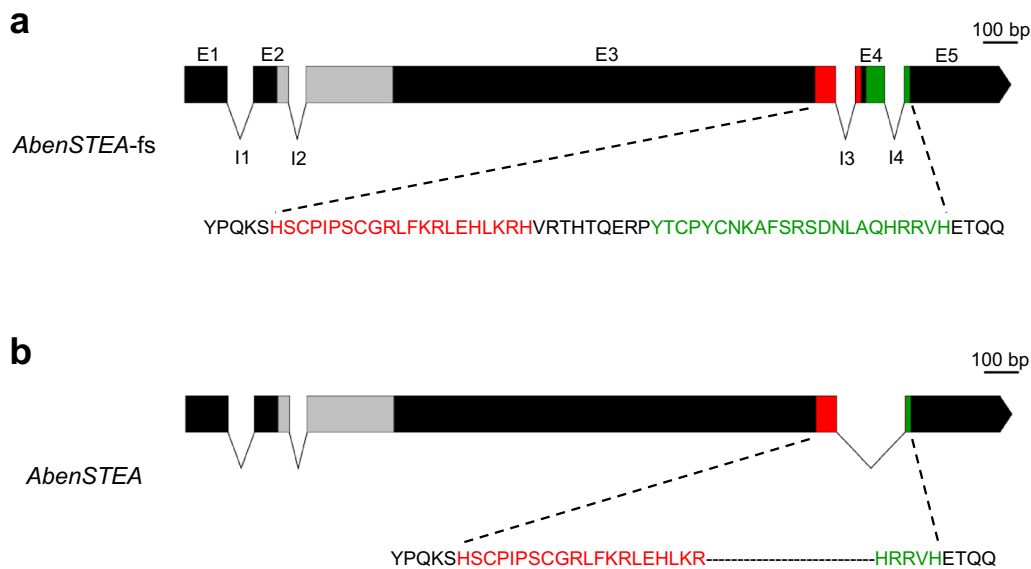 a
100 bp
E1 E2 E3 E4 E5
AbenSTEA-fs
I1 I2 I3 I4
YPQKSHSCPIPSCGRLFKRLEHLKRHVRTHTQERPYTCPYCNKAFSRSDNLAQHRRVHETQQ
b
100 bp
AbenSTEA
YPQKSHSCPIPSCGRLFKRLEHLKR-----------------HRRVHETQQ